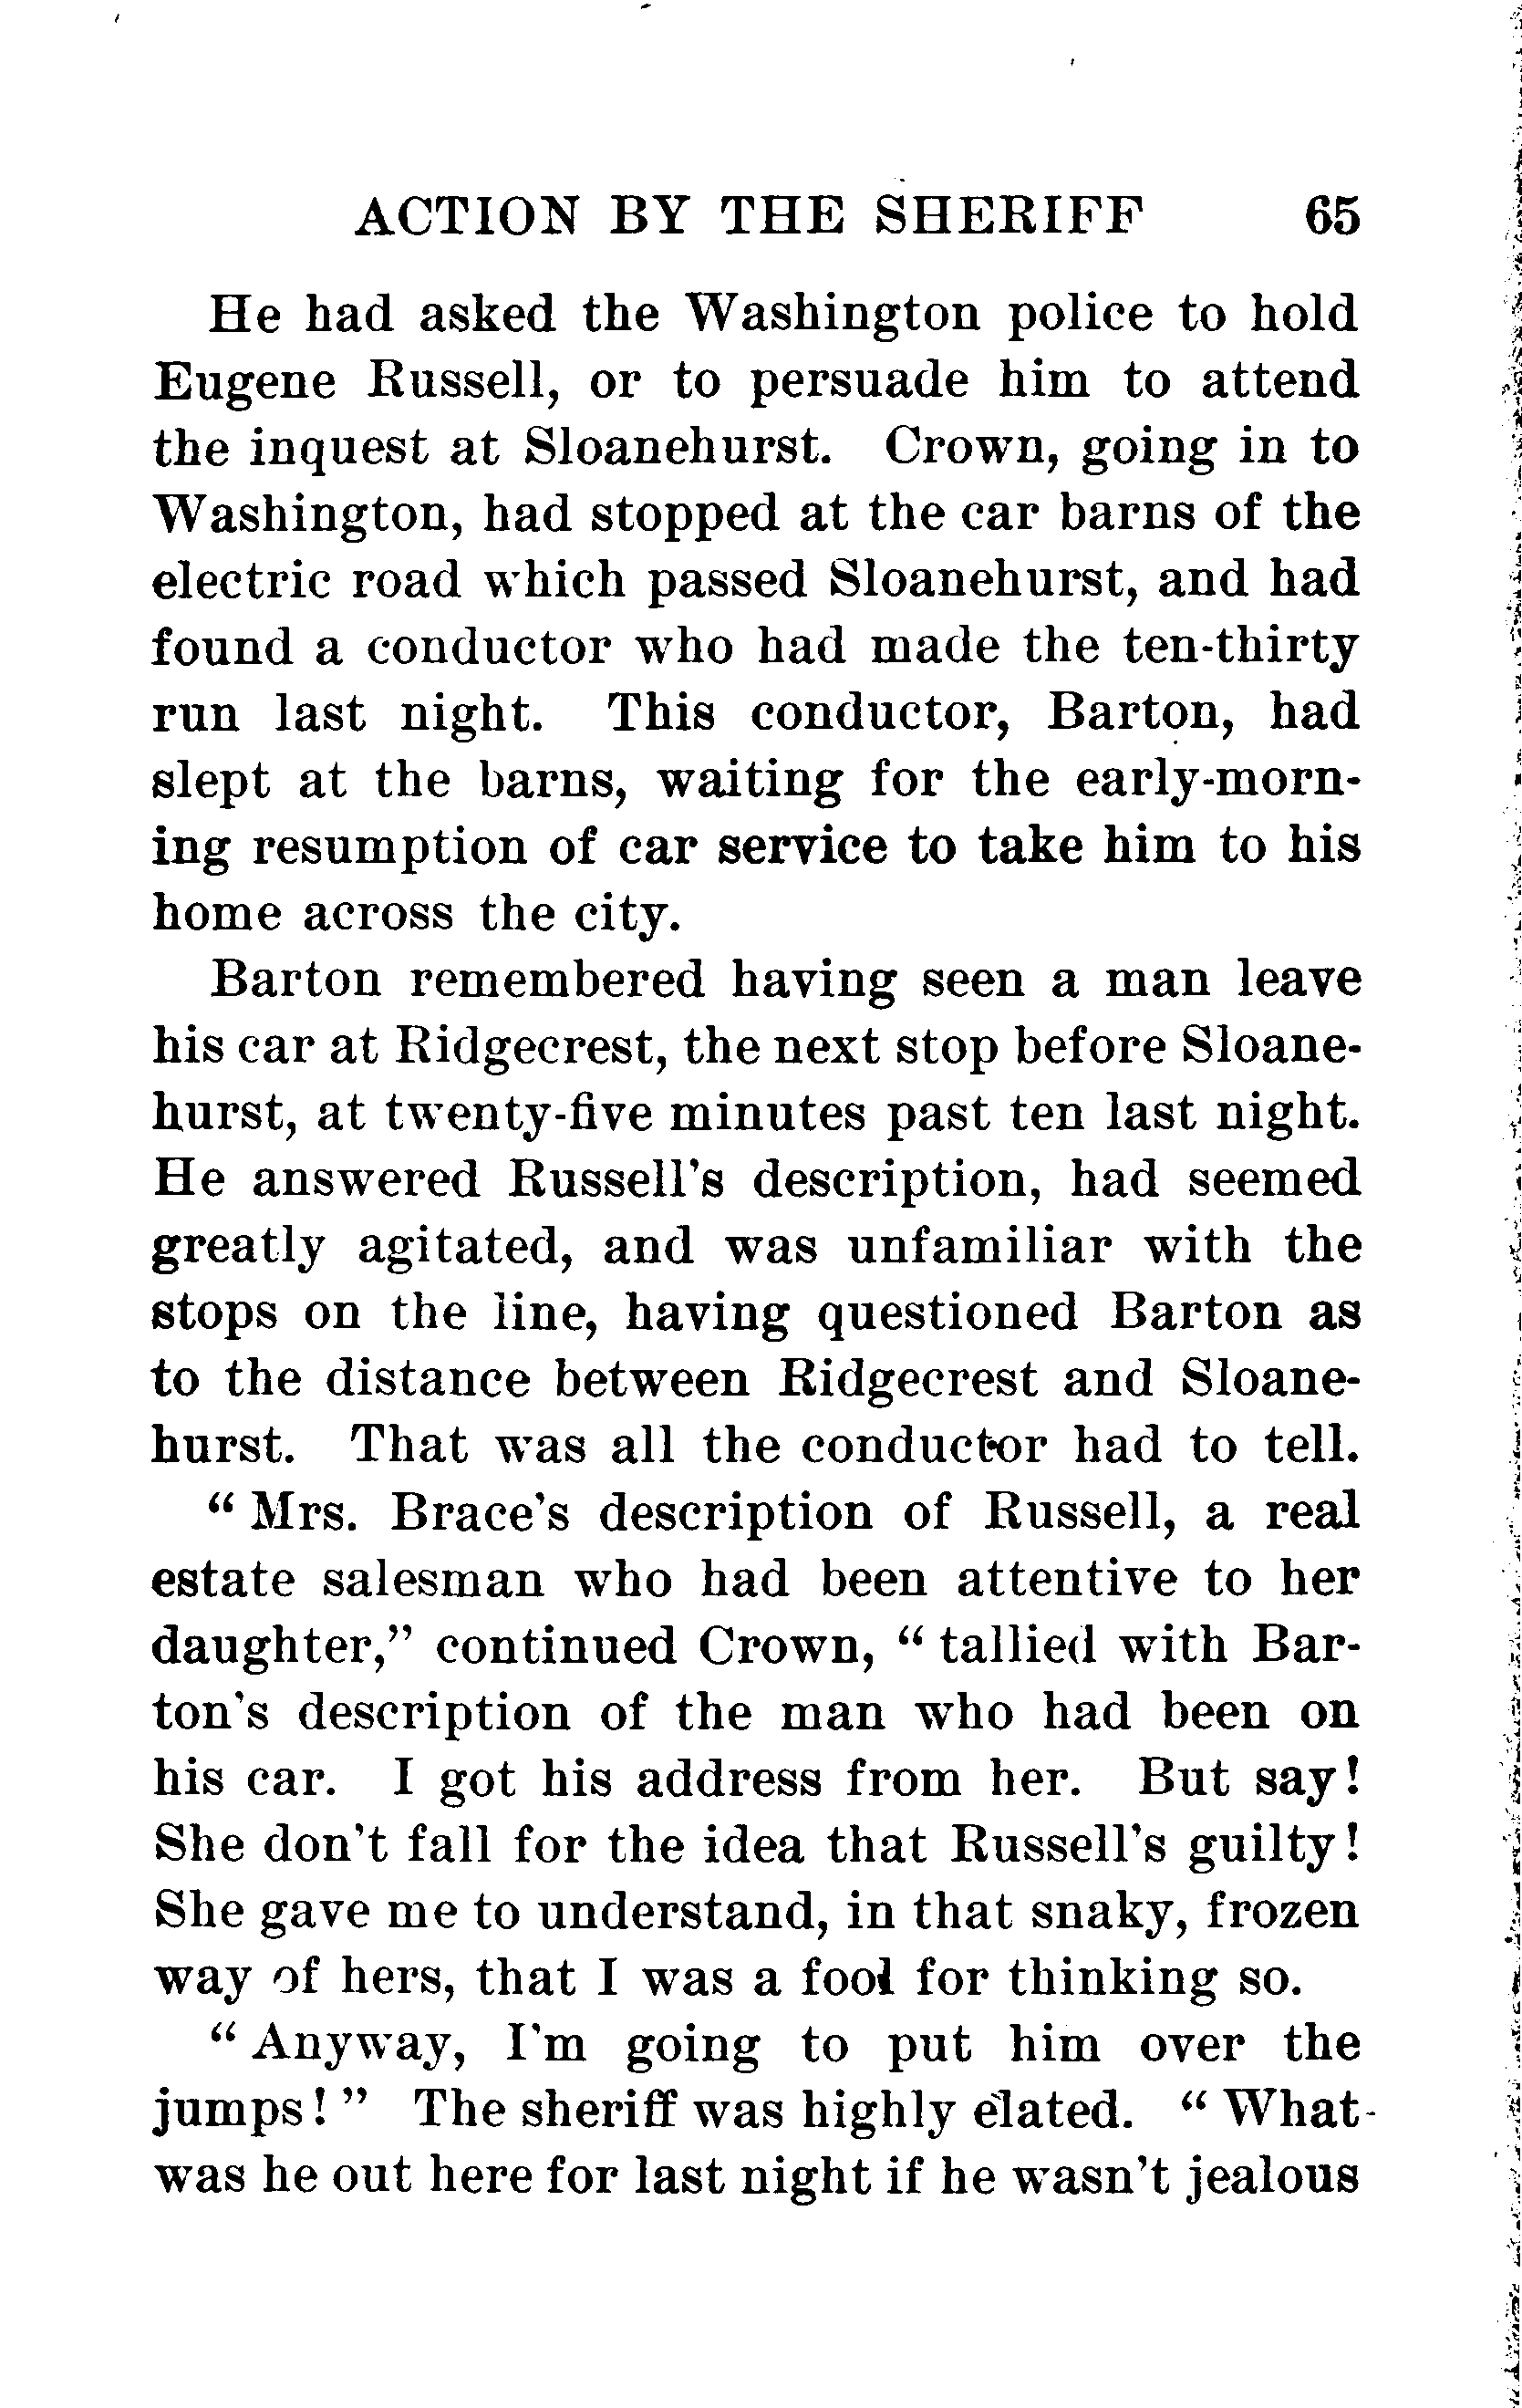 ACTION BY THE SHERIFF 65
He had asked the Washington police to hold
Eugene Russell, or to persuade him to attend
the inquest at Sloanehurst. Crown, going in to
Washington, had stopped at the car barns of the
electric road which passed Sloanehurst, and had
found a conductor who had made the ten-thirty
run last night. This conductor, Barton, had
slept at the barns, waiting for the early-morn-
ing resumption of car service to take him to his
home across the city.
Barton remembered having seen a man leave
his car at Ridgecrest, the next stop before Sloane-
hurst, at twenty-five minutes past ten last night.
He answered Russell's description, had seemed
greatly agitated, and was unfamiliar with the
stops on the line, having questioned Barton as
to the distance between Ridgecrest and Sloane-
hurst. That was all the conductor had to tell.
" Mrs. Brace's description of Russell, a real
estate salesman who had been attentive to her
daughter," continued Crown, " tallied with Bar-
ton's description of the man who had been on
his car. I got his address from her. But say!
She don't fall for the idea that Russell's guilty!
She gave me to understand, in that snaky, frozen
way of hers, that I was a fool for thinking so.
" Anyway, I'm going to put him over the
jumps! " The sheriff was highly elated. " What
was he out here for last night if he wasn't jealous